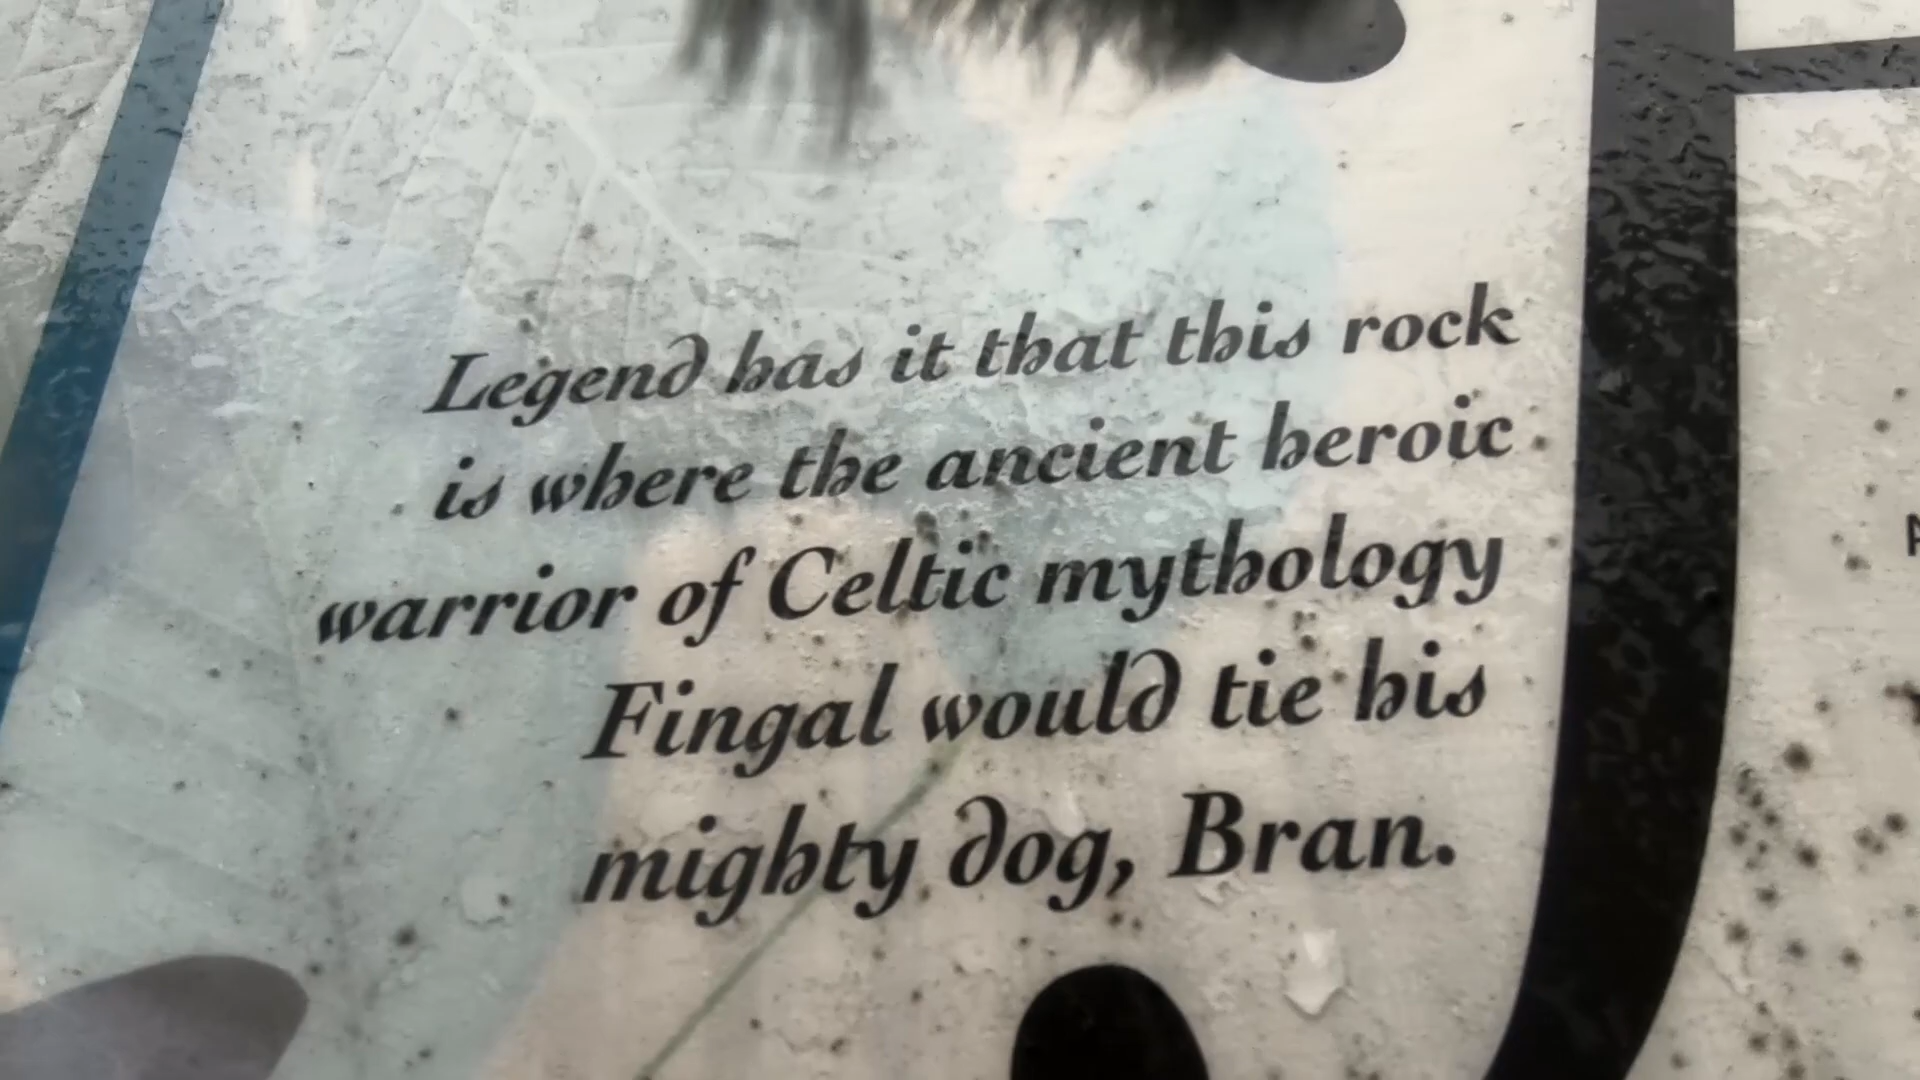 Legend has it that this rock
is where the ancient heroic
warrior of Celtic mythology
Fingal would tie his
mighty dog, Bran.